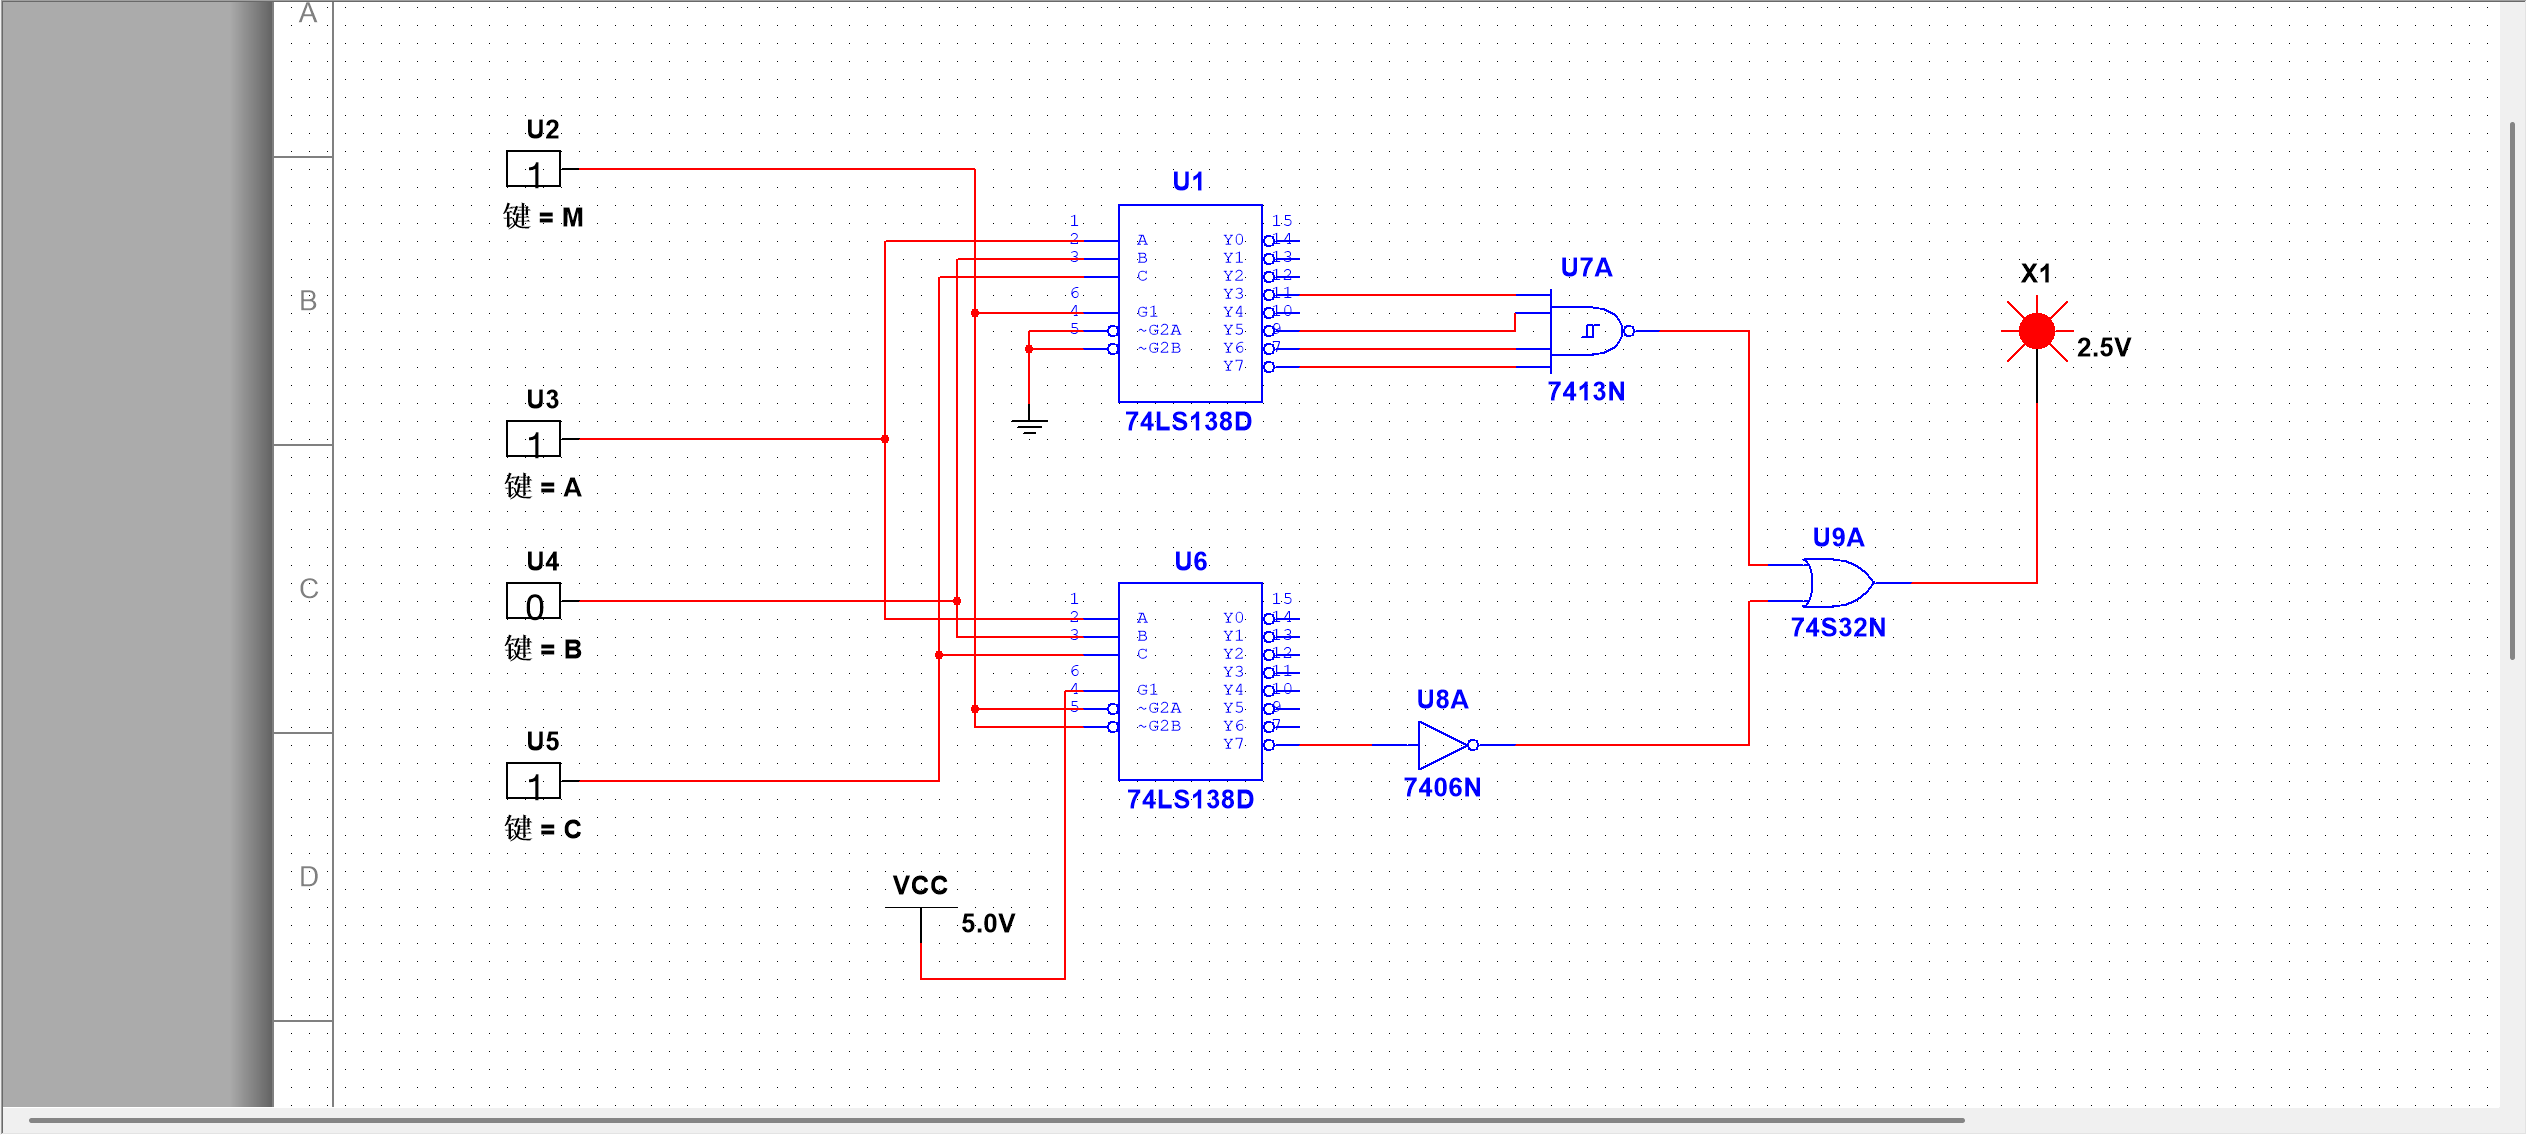 A
B
C
D
U2
1
键 = M
U3
1
键 = A
U4
0
键 = B
U5
1
键 = C
VCC
5.0V
U1
1
2
3
6
4
5
A
B
C
G1
~G2A
~G2B
Y0
Y1
Y2
Y3
Y4
Y5
Y6
Y7
15
14
13
12
11
10
9
7
74LS138D
U6
1
2
3
6
4
5
A
B
C
G1
~G2A
~G2B
Y0
Y1
Y2
Y3
Y4
Y5
Y6
Y7
15
14
13
12
11
10
9
7
74LS138D
U7A
7413N
U8A
7406N
U9A
74S32N
X1
2.5V